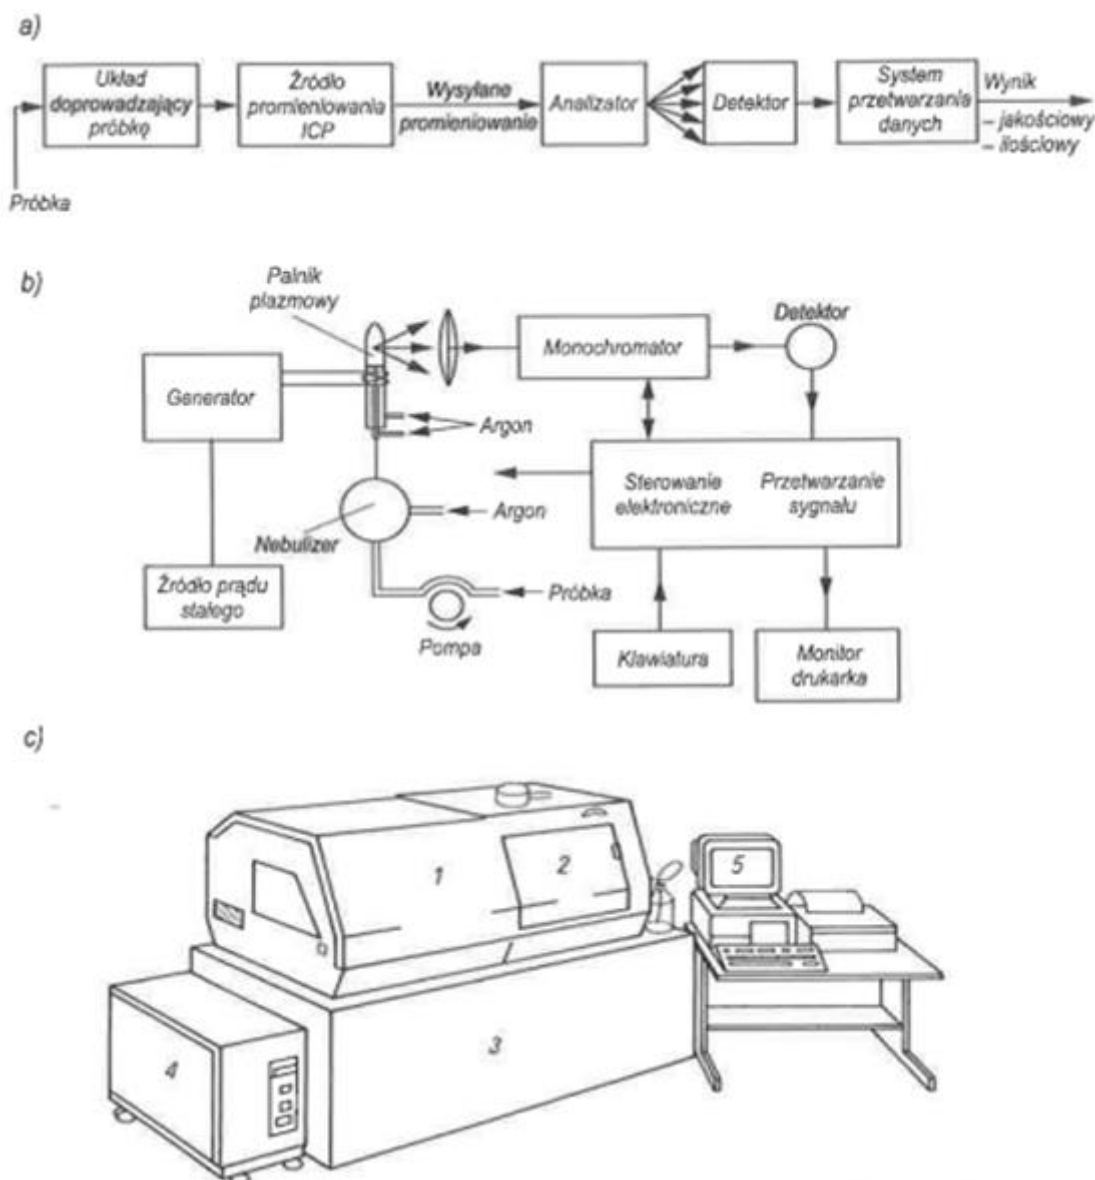 a)
Układ
doprowadzający
próbkę
Źródło
promieniowania
ICP
Wysyłane
promieniowanie
Analizator
Detektor
System
przetwarzania
danych
Wynik
– jakościowy
– ilościowy
Próbka
b)
Palnik
plazmowy
Generator
Argon
Monochromator
Detektor
Sterowanie
elektroniczne
Przetwarzanie
sygnału
Argon
Nebulizer
Źródło prądu
stałego
Próbka
Pompa
Klawiatura
Monitor
drukarka
c)
1
2
5
3
4